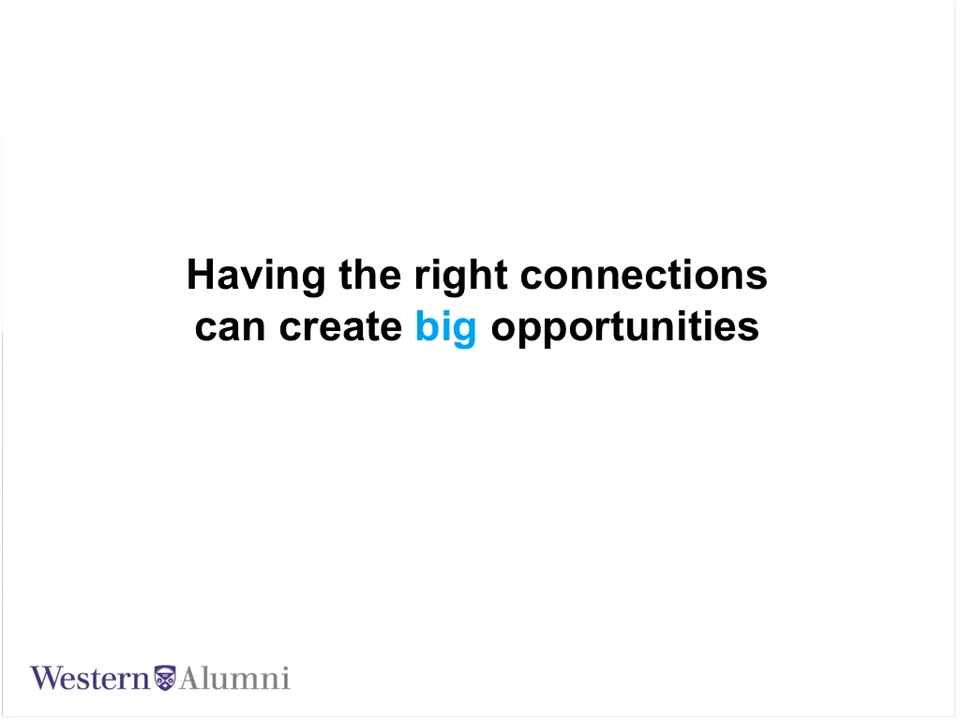 Having the right connections
can create big opportunities
Western Alumni